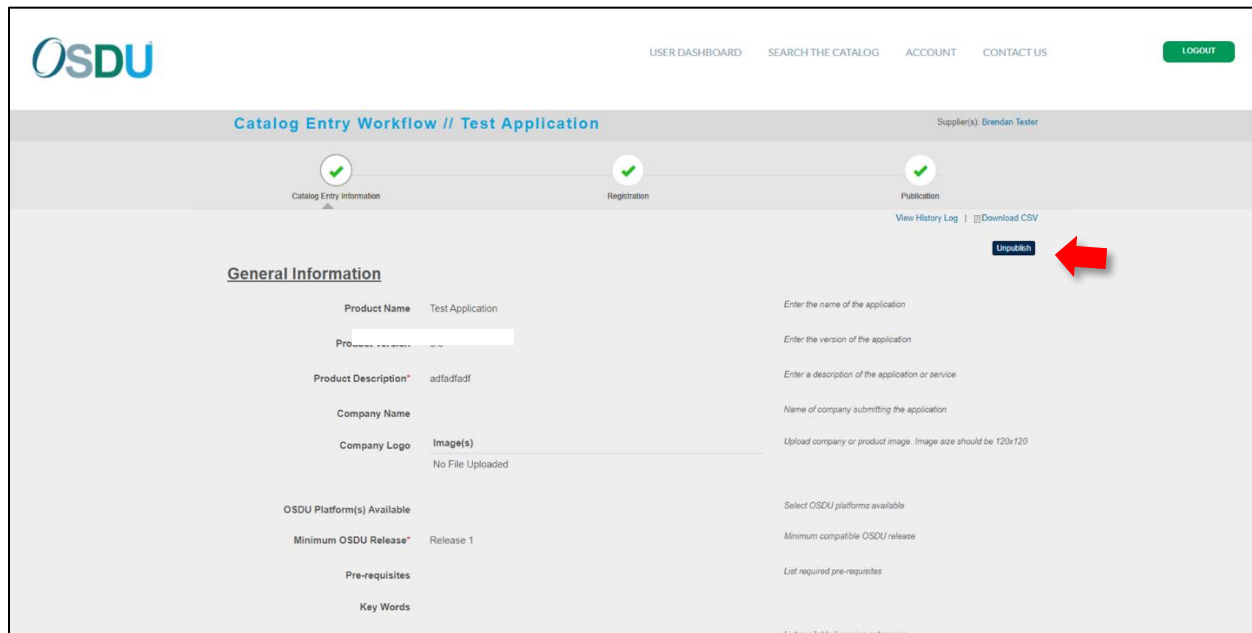 OSDU
USER DASHBOARD SEARCH THE CATALOG ACCOUNT CONTACT US LOGOUT
Catalog Entry Workflow // Test Application Supplier(s): Brendan Tester
Catalog Entry Information Registration Publication
View History Log | Download CSV
Unpublish
General Information
Product Name Test Application Enter the name of the application
Enter the version of the application
Product Description* adfadfadf Enter a description of the application or service
Company Name Name of company submitting the application
Company Logo Image(s) Upload company or product image. Image size should be 120x120
No File Uploaded
OSDU Platform(s) Available Select OSDU platforms available
Minimum OSDU Release* Release 1 Minimum compatible OSDU release
Pre-requisites List required pre-requisites
Key Words